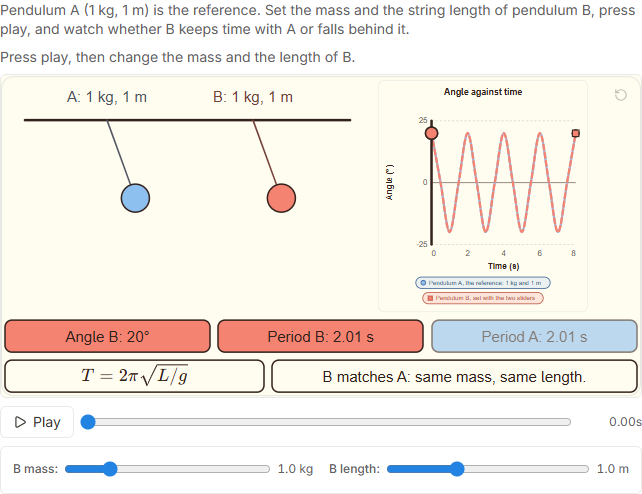 Pendulum A (1 kg, 1 m) is the reference. Set the mass and the string length of pendulum B, press
play, and watch whether B keeps time with A or falls behind it.
Press play, then change the mass and the length of B.
A: 1 kg, 1 m
B: 1 kg, 1 m
Angle against time
25
0
-25
Angle (°)
0 2 4 6 8
Time (s)
Pendulum A, the reference: 1 kg and 1 m
Pendulum B, set with the two sliders
Angle B: 20°
Period B: 2.01 s
Period A: 2.01 s
T = 2π√L/g
B matches A: same mass, same length.
Play
0.00s
B mass: 1.0 kg
B length: 1.0 m